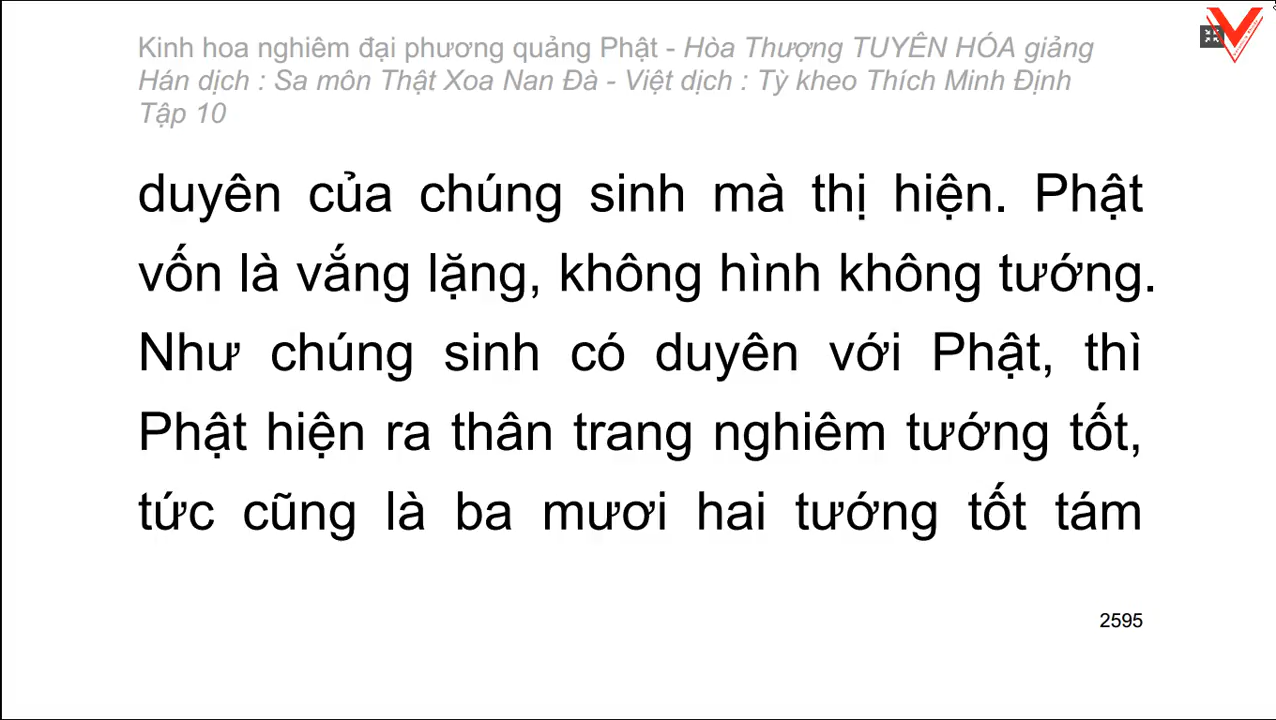 Kinh hoa nghiêm đại phương quảng Phật - Hòa Thượng TUYÊN HÓA giảng
Hán dịch : Sa môn Thật Xoa Nan Đà - Việt dịch : Tỳ kheo Thích Minh Định
Tập 10
duyên của chúng sinh mà thị hiện. Phật
vốn là vắng lặng, không hình không tướng.
Như chúng sinh có duyên với Phật, thì
Phật hiện ra thân trang nghiêm tướng tốt,
tức cũng là ba mươi hai tướng tốt tám
2595